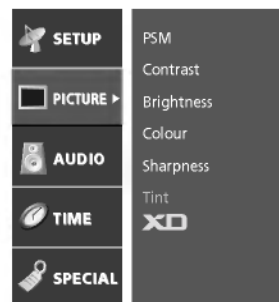 SETUP
PICTURE
AUDIO
TIME
SPECIAL
PSM
Contrast
Brightness
Colour
Sharpness
Tint
XD